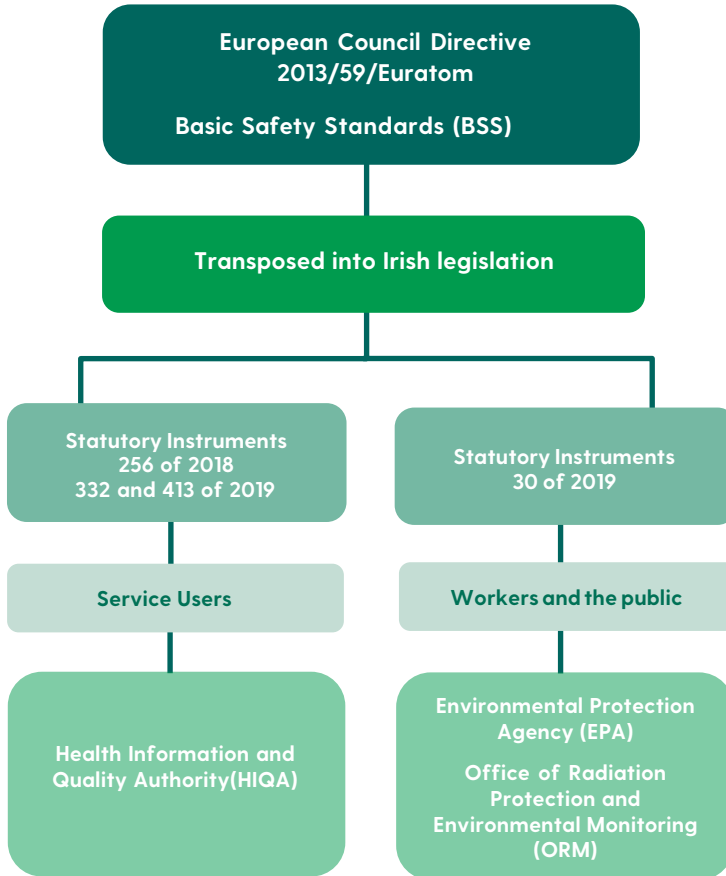 European Council Directive
2013/59/Euratom
Basic Safety Standards (BSS)
Transposed into Irish legislation
Statutory Instruments
256 of 2018
332 and 413 of 2019
Statutory Instruments
30 of 2019
Service Users
Workers and the public
Health Information and
Quality Authority(HIQA)
Environmental Protection
Agency (EPA)
Office of Radiation
Protection and
Environmental Monitoring
(ORM)